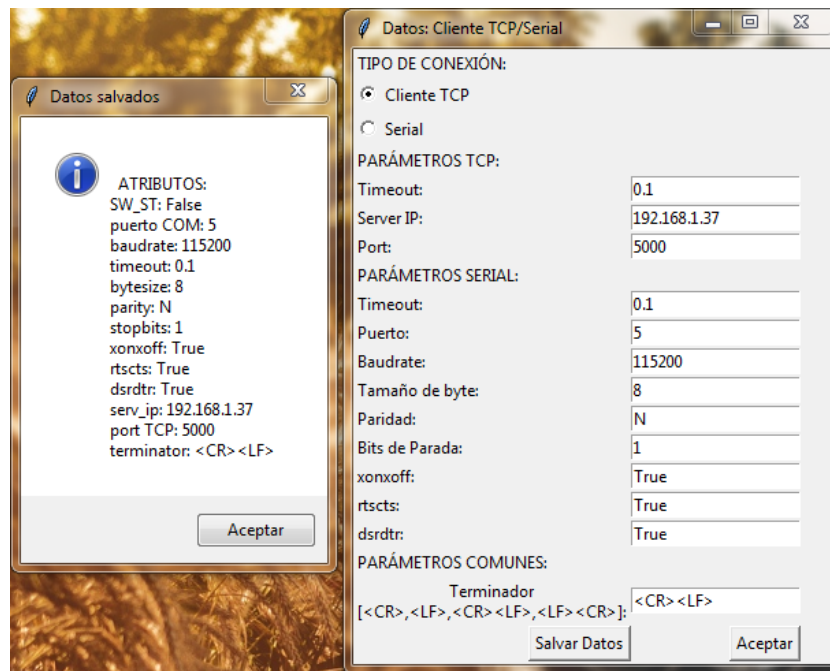 Datos salvados
ATRIBUTOS:
SW_ST: False
puerto COM: 5
baudrate: 115200
timeout: 0.1
bytesize: 8
parity: N
stopbits: 1
xonxoff: True
rtscts: True
dsrdtr: True
serv_ip: 192.168.1.37
port TCP: 5000
terminator: <CR><LF>
Aceptar
Datos: Cliente TCP/Serial
TIPO DE CONEXIÓN:
Cliente TCP
Serial
PARÁMETROS TCP:
Timeout: 0.1
Server IP: 192.168.1.37
Port: 5000
PARÁMETROS SERIAL:
Timeout: 0.1
Puerto: 5
Baudrate: 115200
Tamaño de byte: 8
Paridad: N
Bits de Parada: 1
xonxoff: True
rtscts: True
dsrdtr: True
PARÁMETROS COMUNES:
Terminador
[<CR>,<LF>,<CR><LF>,<LF><CR>]: <CR><LF>
Salvar Datos Aceptar